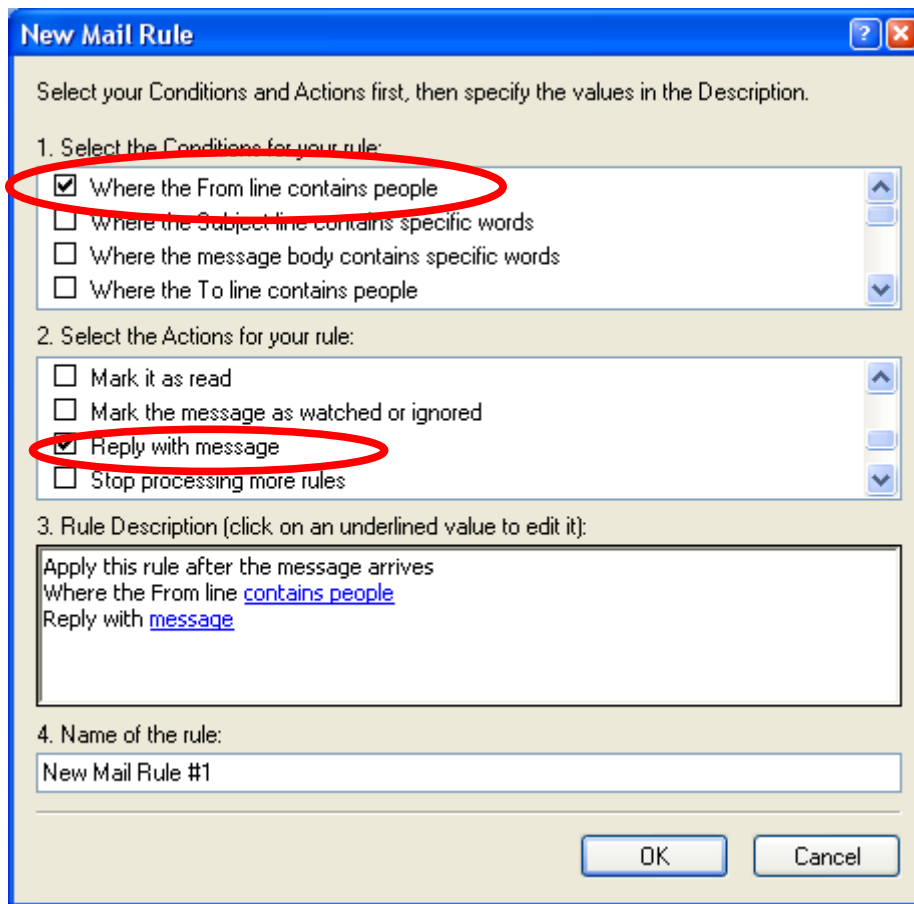 New Mail Rule
Select your Conditions and Actions first, then specify the values in the Description.
1. Select the Conditions for your rule:
Where the From line contains people
Where the Subject line contains specific words
Where the message body contains specific words
Where the To line contains people
2. Select the Actions for your rule:
Mark it as read
Mark the message as watched or ignored
Reply with message
Stop processing more rules
3. Rule Description (click on an underlined value to edit it):
Apply this rule after the message arrives
Where the From line contains people
Reply with message
4. Name of the rule:
New Mail Rule #1
OK Cancel